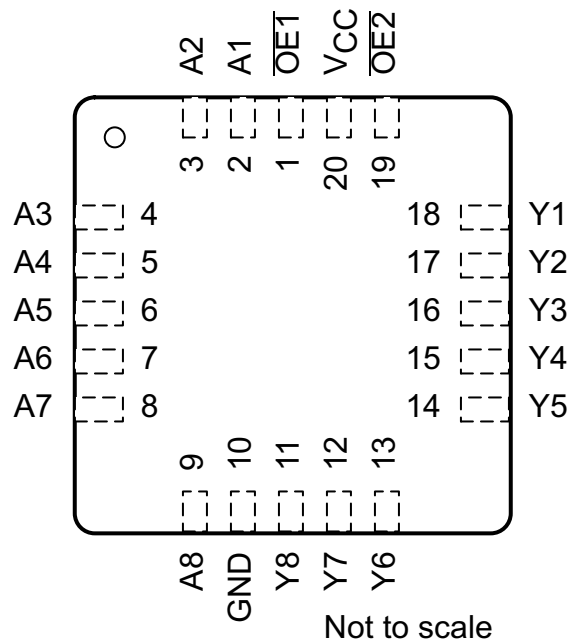 A2 A1 O̅E̅1̅ VCC O̅E̅2̅
3 2 1 20 19
A3 4 18 Y1
A4 5 17 Y2
A5 6 16 Y3
A6 7 15 Y4
A7 8 14 Y5
9 10 11 12 13
A8 GND Y8 Y7 Y6
Not to scale